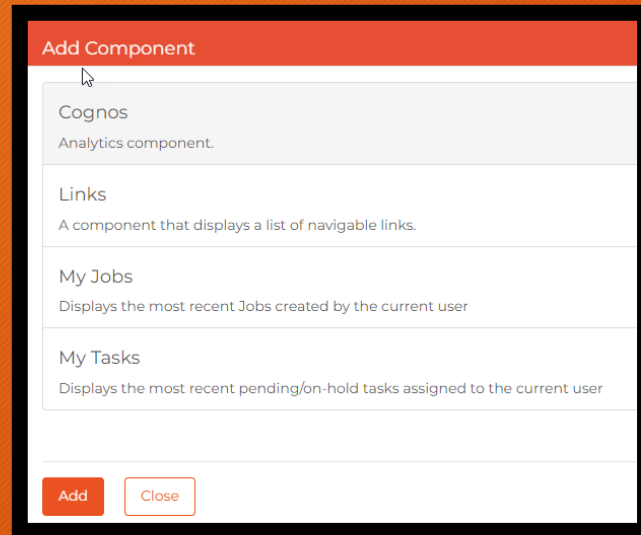 Add Component
Cognos
Analytics component.
Links
A component that displays a list of navigable links.
My Jobs
Displays the most recent Jobs created by the current user
My Tasks
Displays the most recent pending/on-hold tasks assigned to the current user
Add
Close